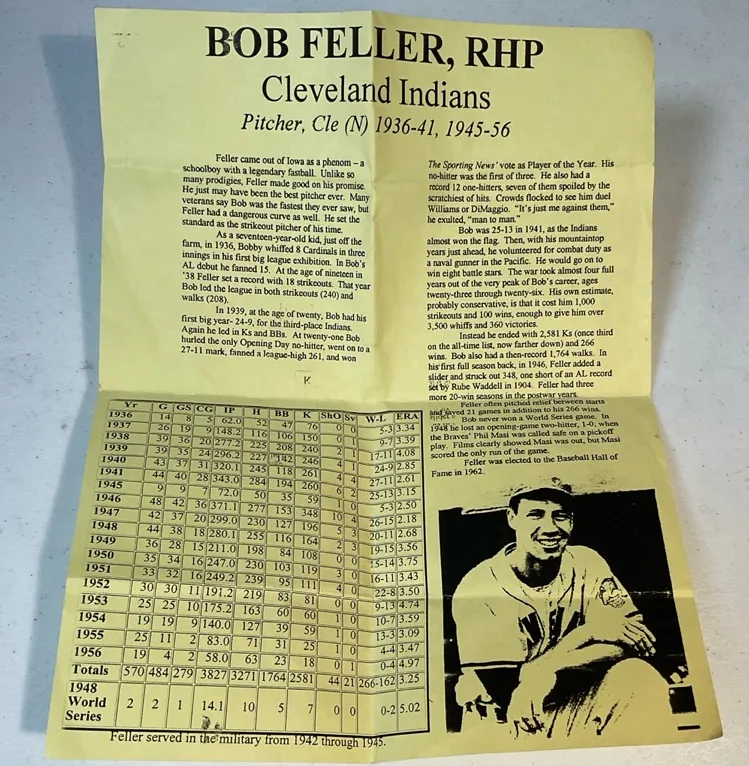 BOB FELLER, RHP
Cleveland Indians
Pitcher, Cle (N) 1936-41, 1945-56
Feller came out of Iowa as a phenom – a
schoolboy with a legendary fastball. Unlike so
many prodigies, Feller made good on his promise.
He just may have been the best pitcher ever. Many
veterans say Bob was the fastest they ever saw, but
Feller had a dangerous curve as well. He set the
standard as the strikeout pitcher of his time.
As a seventeen-year-old kid, just off the
farm, in 1936, Bobby whiffed 8 Cardinals in three
innings in his first big league exhibition. In Bob's
AL debut he fanned 15. At the age of nineteen in
'38 Feller set a record with 18 strikeouts. That year
Bob led the league in both strikeouts (240) and
walks (208).
In 1939, at the age of twenty, Bob had his
first big year- 24-9, for the third-place Indians.
Again he led in Ks and BBs. At twenty-one Bob
hurled the only Opening Day no-hitter, went on to a
27-11 mark, fanned a league-high 261, and won
The Sporting News' vote as Player of the Year. His
no-hitter was the first of three. He also had a
record 12 one-hitters, seven of them spoiled by the
scratchiest of hits. Crowds flocked to see him duel
Williams or DiMaggio. "It's just me against them,"
he exulted, "man to man."
Bob was 25-13 in 1941, as the Indians
almost won the flag. Then, with his mountaintop
years just ahead, he volunteered for combat duty as
a naval gunner in the Pacific. He would go on to
win eight battle stars. The war took almost four full
years out of the very peak of Bob's career, ages
twenty-three through twenty-six. His own estimate,
probably conservative, is that it cost him 1,000
strikeouts and 100 wins, enough to give him over
3,500 whiffs and 360 victories.
Instead he ended with 2,581 Ks (once third
on the all-time list, now farther down) and 266
wins. Bob also had a then-record 1,764 walks. In
his first full season back, in 1946, Feller added a
slider and struck out 348, one short of an AL record
set by Rube Waddell in 1904. Feller had three
more 20-win seasons in the postwar years.
Feller often pitched relief between starts
and saved 21 games in addition to his 266 wins.
Bob never won a World Series game. In
1948 he lost an opening-game two-hitter, 1-0, when
the Braves' Phil Masi was called safe on a pickoff
play. Films clearly showed Masi was out, but Masi
scored the only run of the game.
Feller was elected to the Baseball Hall of
Fame in 1962.
K
Yr G GS CG IP H BB K ShO Sv W-L ERA
1936 14 8 5 62.0 52 47 76 0 0 5-3 3.34
1937 26 19 9 148.2 116 106 150 0 0 9-7 3.39
1938 39 36 20 277.2 225 208 240 2 1 17-11 4.08
1939 39 35 24 296.2 227 142 246 4 1 24-9 2.85
1940 43 37 31 320.1 245 118 261 4 4 27-11 2.61
1941 44 40 28 343.0 284 194 260 6 2 25-13 3.15
1945 9 9 7 72.0 50 35 59 1 0 5-3 2.50
1946 48 42 36 371.1 277 153 348 10 4 26-15 2.18
1947 42 37 20 299.0 230 127 196 5 3 20-11 2.68
1948 44 38 18 280.1 255 116 164 2 3 19-15 3.56
1949 36 28 15 211.0 198 84 108 0 0 15-14 3.75
1950 35 34 16 247.0 230 103 119 3 0 16-11 3.43
1951 33 32 16 249.2 239 95 111 4 0 22-8 3.50
1952 30 30 11 191.2 219 83 81 0 0 9-13 4.74
1953 25 25 10 175.2 163 60 60 1 0 10-7 3.59
1954 19 19 9 140.0 127 39 59 1 0 13-3 3.09
1955 25 11 2 83.0 71 31 25 1 0 4-4 3.47
1956 19 4 2 58.0 63 23 18 0 1 0-4 4.97
Totals 570 484 279 3827 3271 1764 2581 44 21 266-162 3.25
1948
World
Series 2 2 1 14.1 10 5 7 0 0 0-2 5.02
Feller served in the military from 1942 through 1945.